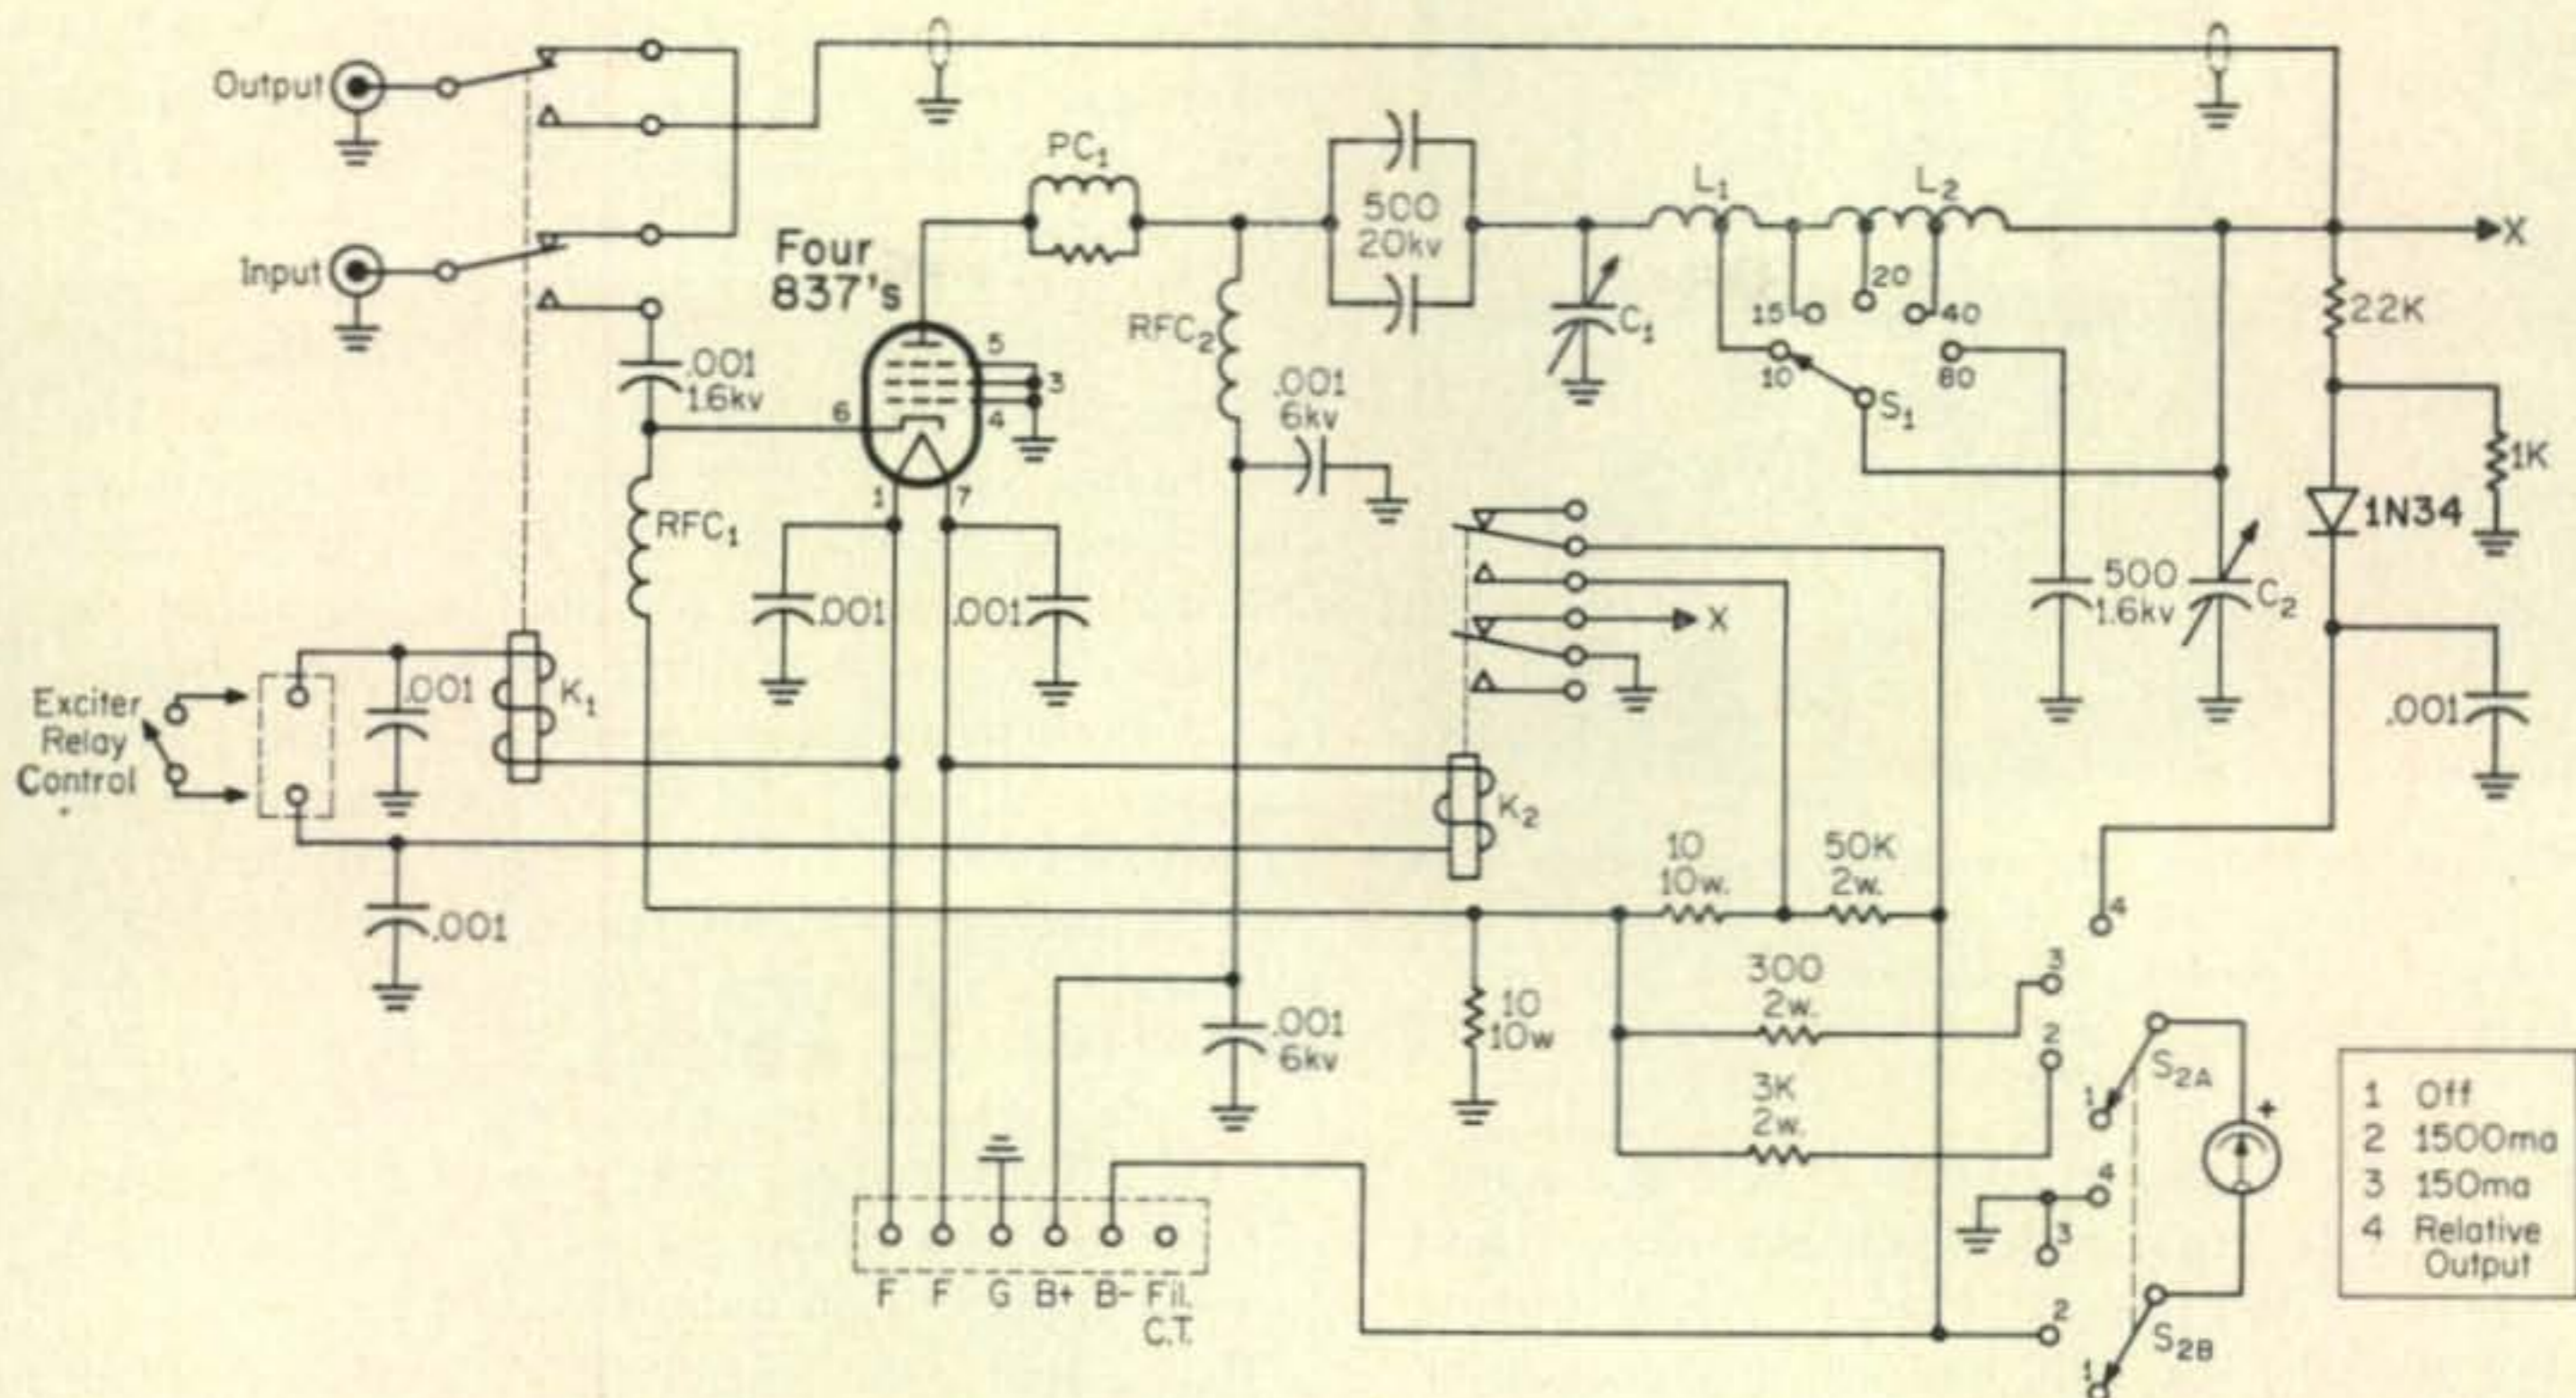 Output
Input
Four
837's
PC₁
500
20kv
L₁
L₂
X
.001
1.6kv
5
3
4
6
1
7
RFC₂
.001
6kv
C₁
15
20
40
10
80
S₁
22K
1K
1N34
RFC₁
.001
.001
X
500
1.6kv
C₂
.001
Exciter
Relay
Control
.001
K₁
K₂
.001
10
10w.
50K
2w.
10
10w
300
2w.
3K
2w.
.001
6kv
4
3
2
1
S₂A
+
4
3
2
1
S₂B
F F G B+ B- Fil.
C.T.
1 Off
2 1500ma
3 150ma
4 Relative
Output